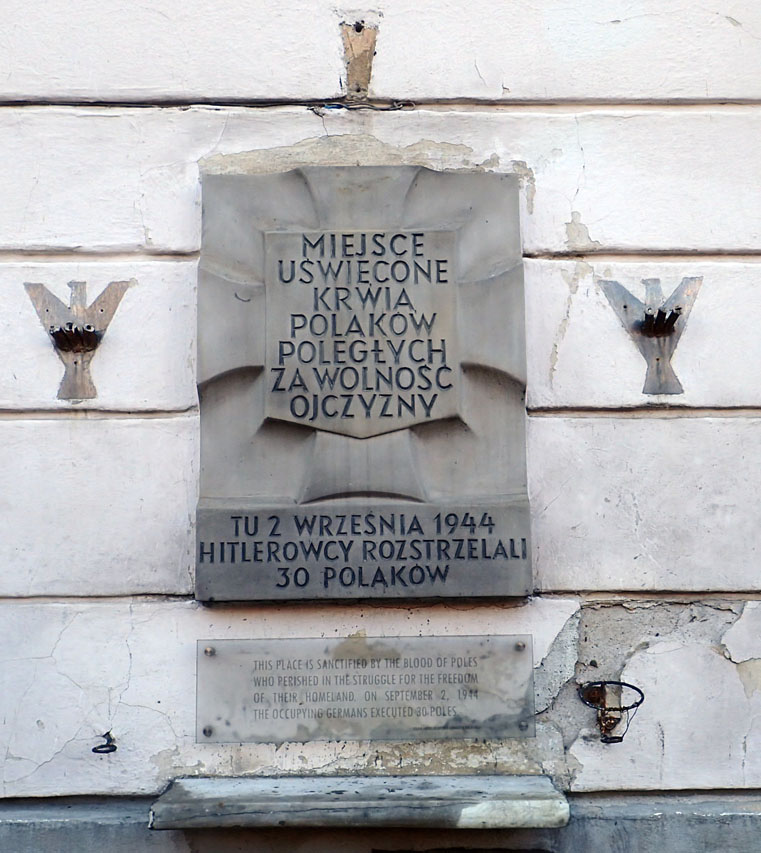 MIEJSCE
UŚWIĘCONE
KRWIĄ
POLAKÓW
POLEGŁYCH
ZA WOLNOŚĆ
OJCZYZNY
TU 2 WRZEŚNIA 1944
HITLEROWCY ROZSTRZELALI
30 POLAKÓW
THIS PLACE IS SANCTIFIED BY THE BLOOD OF POLES
WHO PERISHED IN THE STRUGGLE FOR THE FREEDOM
OF THEIR HOMELAND. ON SEPTEMBER 2, 1944
THE OCCUPYING GERMANS EXECUTED 30 POLES